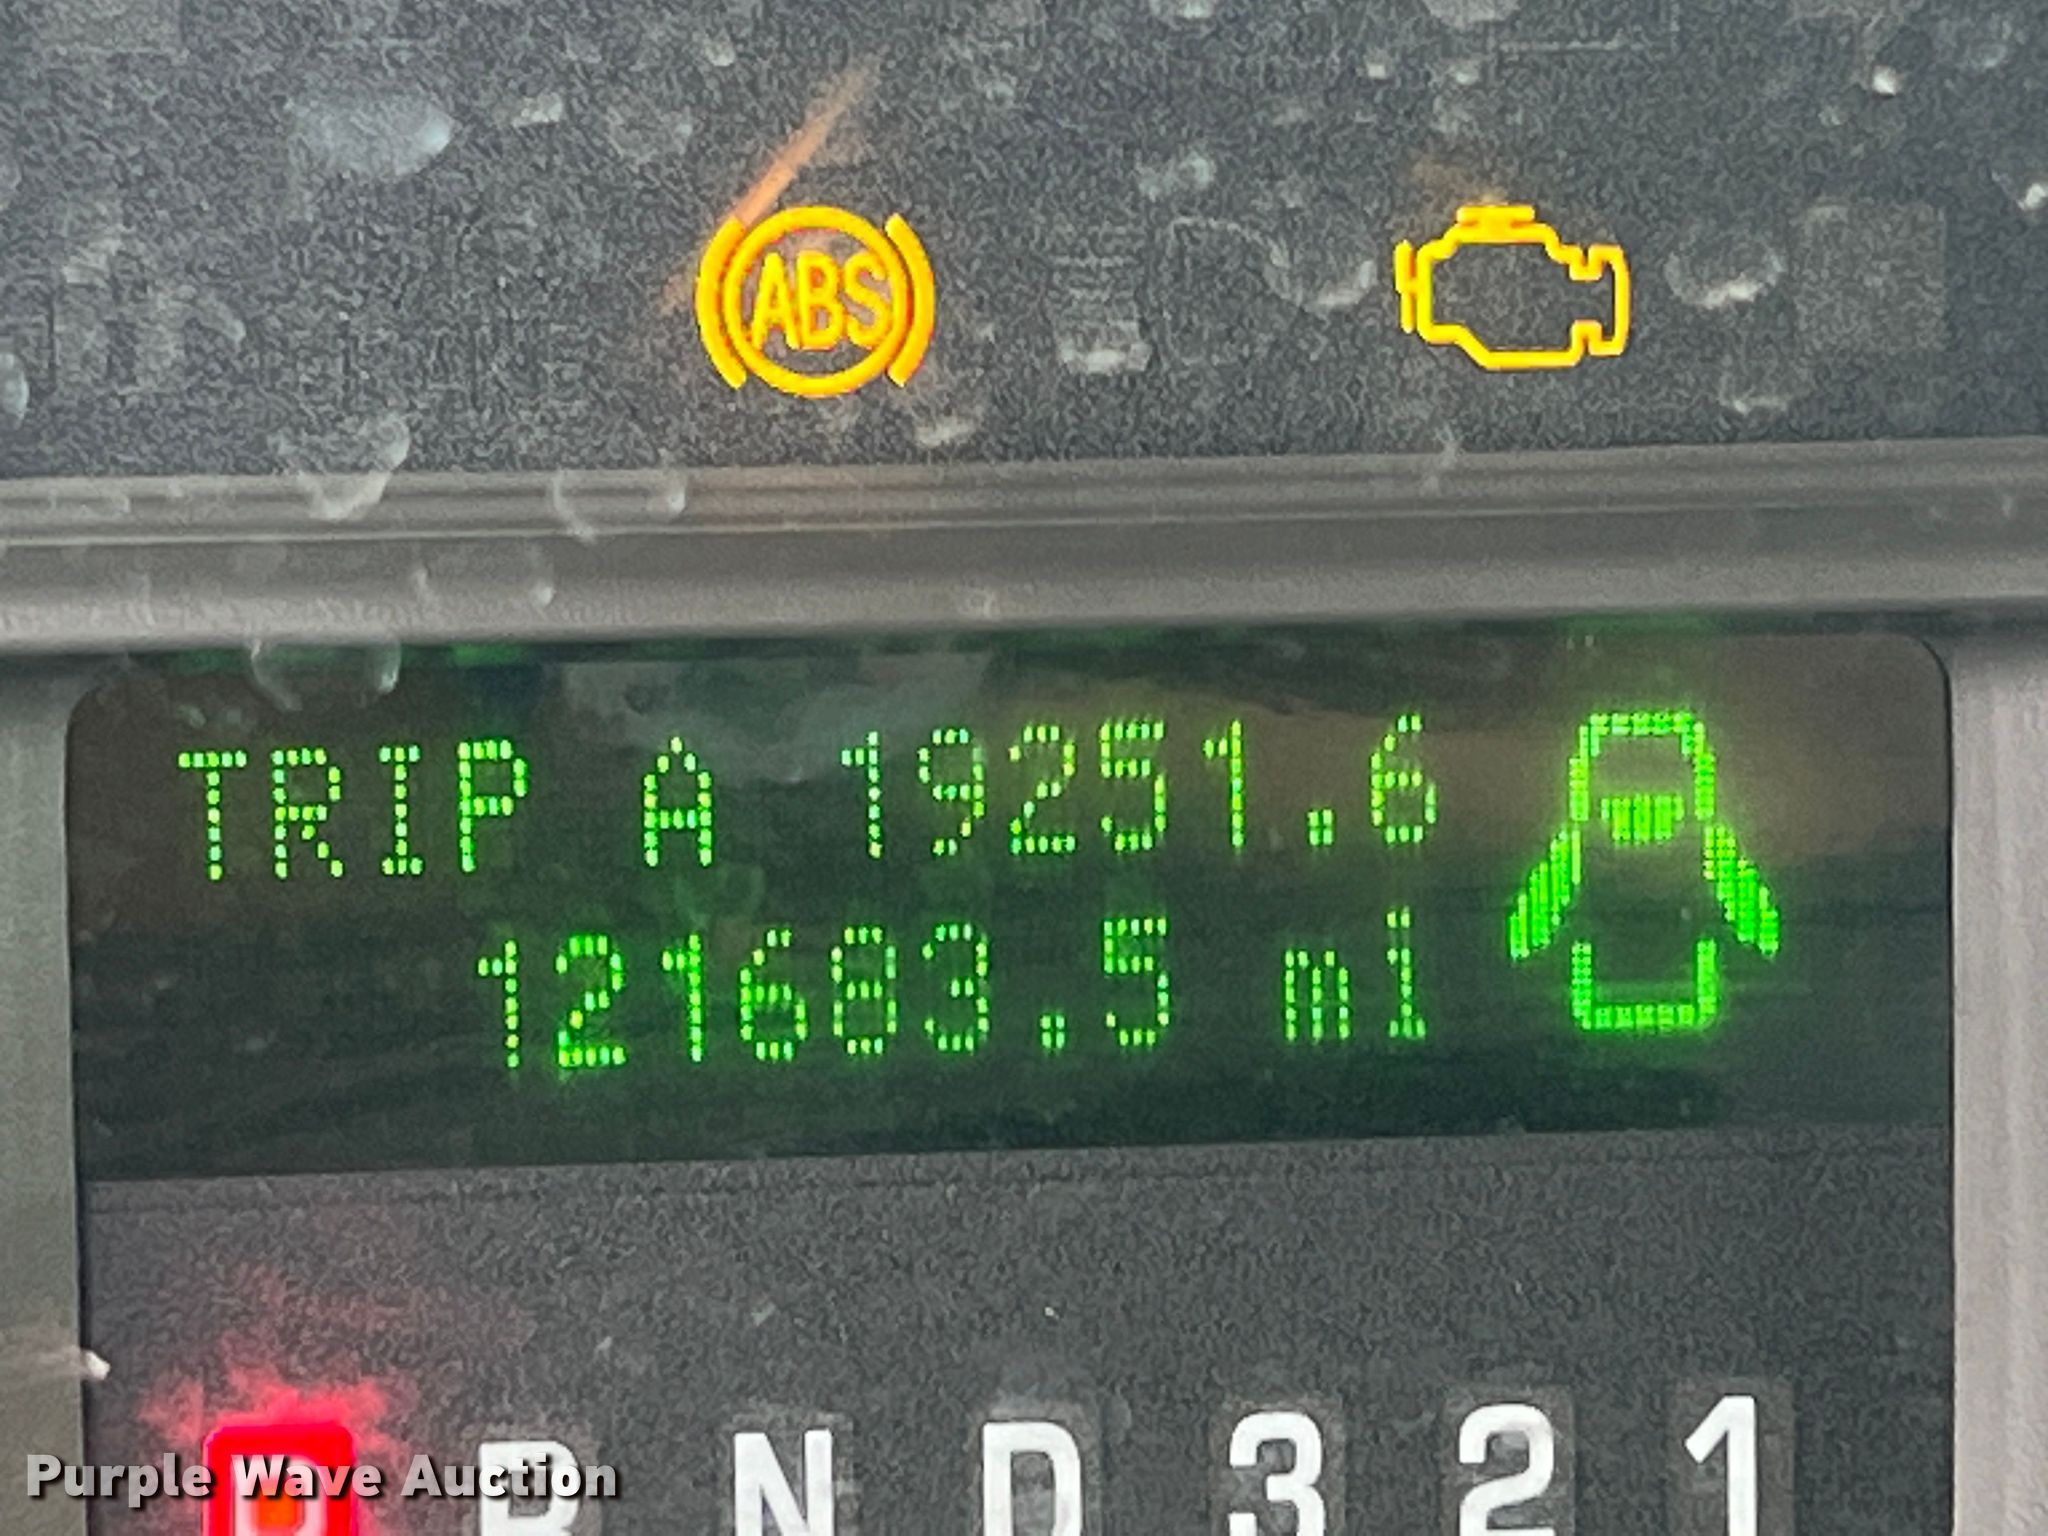 ABS
TRIP A 19251.6
121683.5 mi
P R N D 3 2 1
Purple Wave Auction